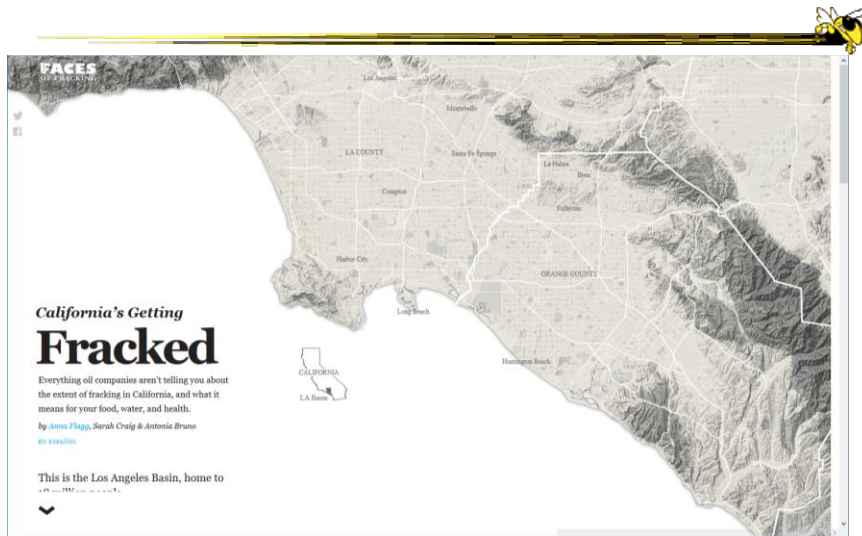 FACES
OF FRACKING
Los Angeles
Montebello
LA COUNTY
Santa Fe Springs
La Habra
Brea
Compton
Fullerton
Harbor City
ORANGE COUNTY
Long Beach
Huntington Beach
California's Getting
Fracked
Everything oil companies aren't telling you about
the extent of fracking in California, and what it
means for your food, water, and health.
by Anna Flagg, Sarah Craig & Antonia Bruno
EN ESPAÑOL
CALIFORNIA
LA Basin
This is the Los Angeles Basin, home to